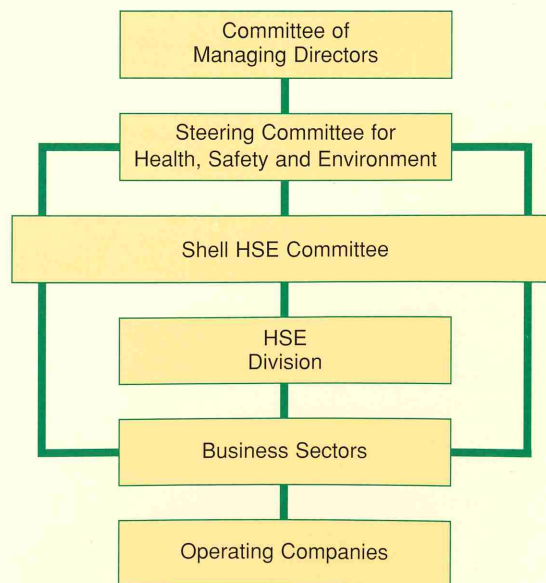 Committee of
Managing Directors
Steering Committee for
Health, Safety and Environment
Shell HSE Committee
HSE
Division
Business Sectors
Operating Companies